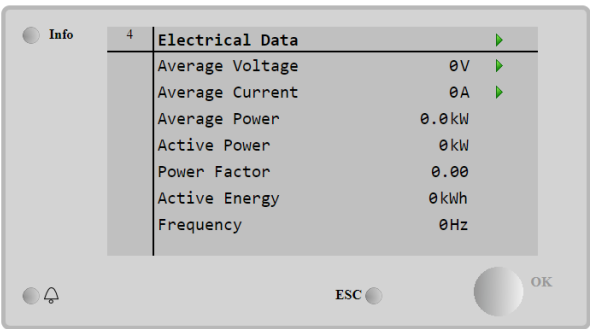 Info
4 Electrical Data
Average Voltage 0V
Average Current 0A
Average Power 0.0kW
Active Power 0kW
Power Factor 0.00
Active Energy 0kWh
Frequency 0Hz
ESC
OK